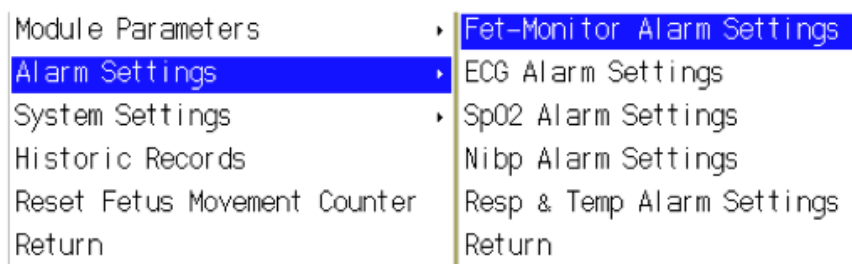 Module Parameters
Alarm Settings
System Settings
Historic Records
Reset Fetus Movement Counter
Return
Fet-Monitor Alarm Settings
ECG Alarm Settings
SpO2 Alarm Settings
Nibp Alarm Settings
Resp & Temp Alarm Settings
Return